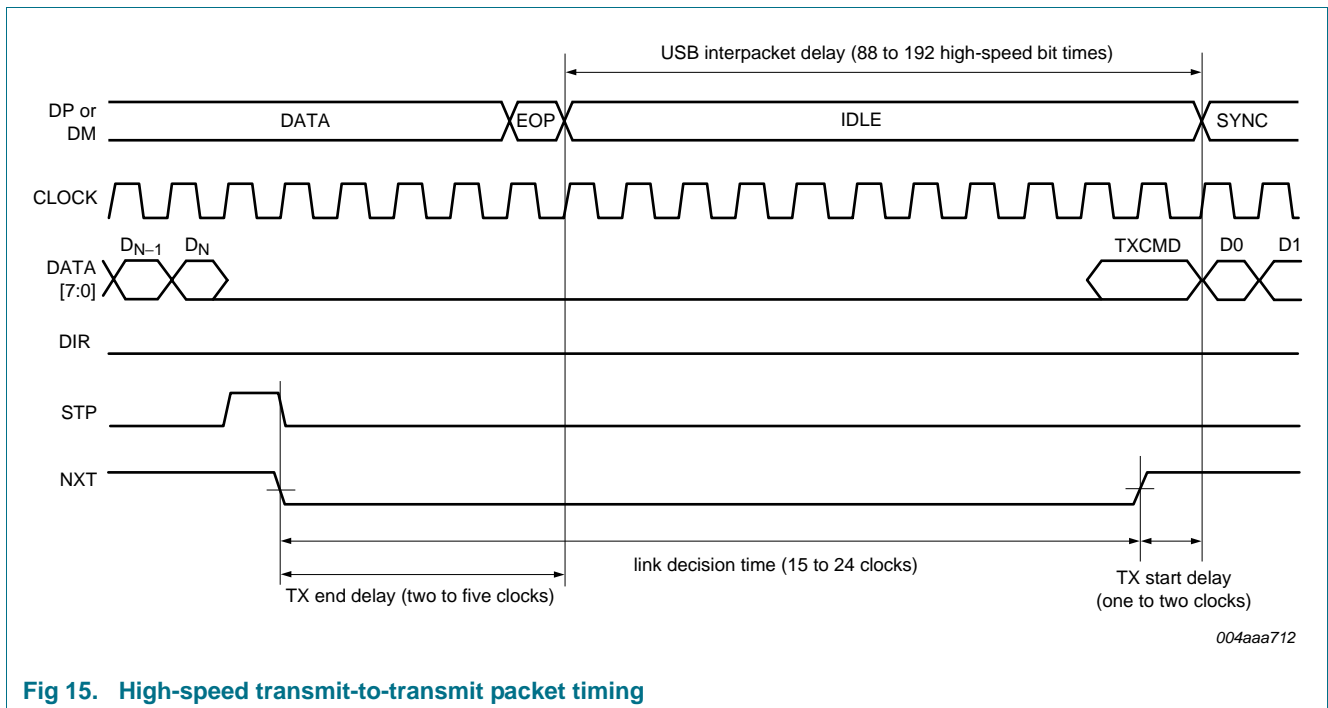 USB interpacket delay (88 to 192 high-speed bit times)
DP or
DM
DATA
EOP
IDLE
SYNC
CLOCK
DN−1
DN
TXCMD
D0
D1
DATA
[7:0]
DIR
STP
NXT
link decision time (15 to 24 clocks)
TX end delay (two to five clocks)
TX start delay
(one to two clocks)
004aaa712
Fig 15. High-speed transmit-to-transmit packet timing